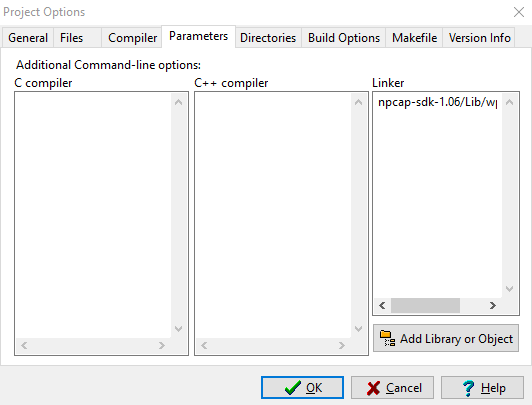 Project Options
General Files Compiler Parameters Directories Build Options Makefile Version Info
Additional Command-line options:
C compiler C++ compiler Linker
npcap-sdk-1.06/Lib/wp
Add Library or Object
OK Cancel Help